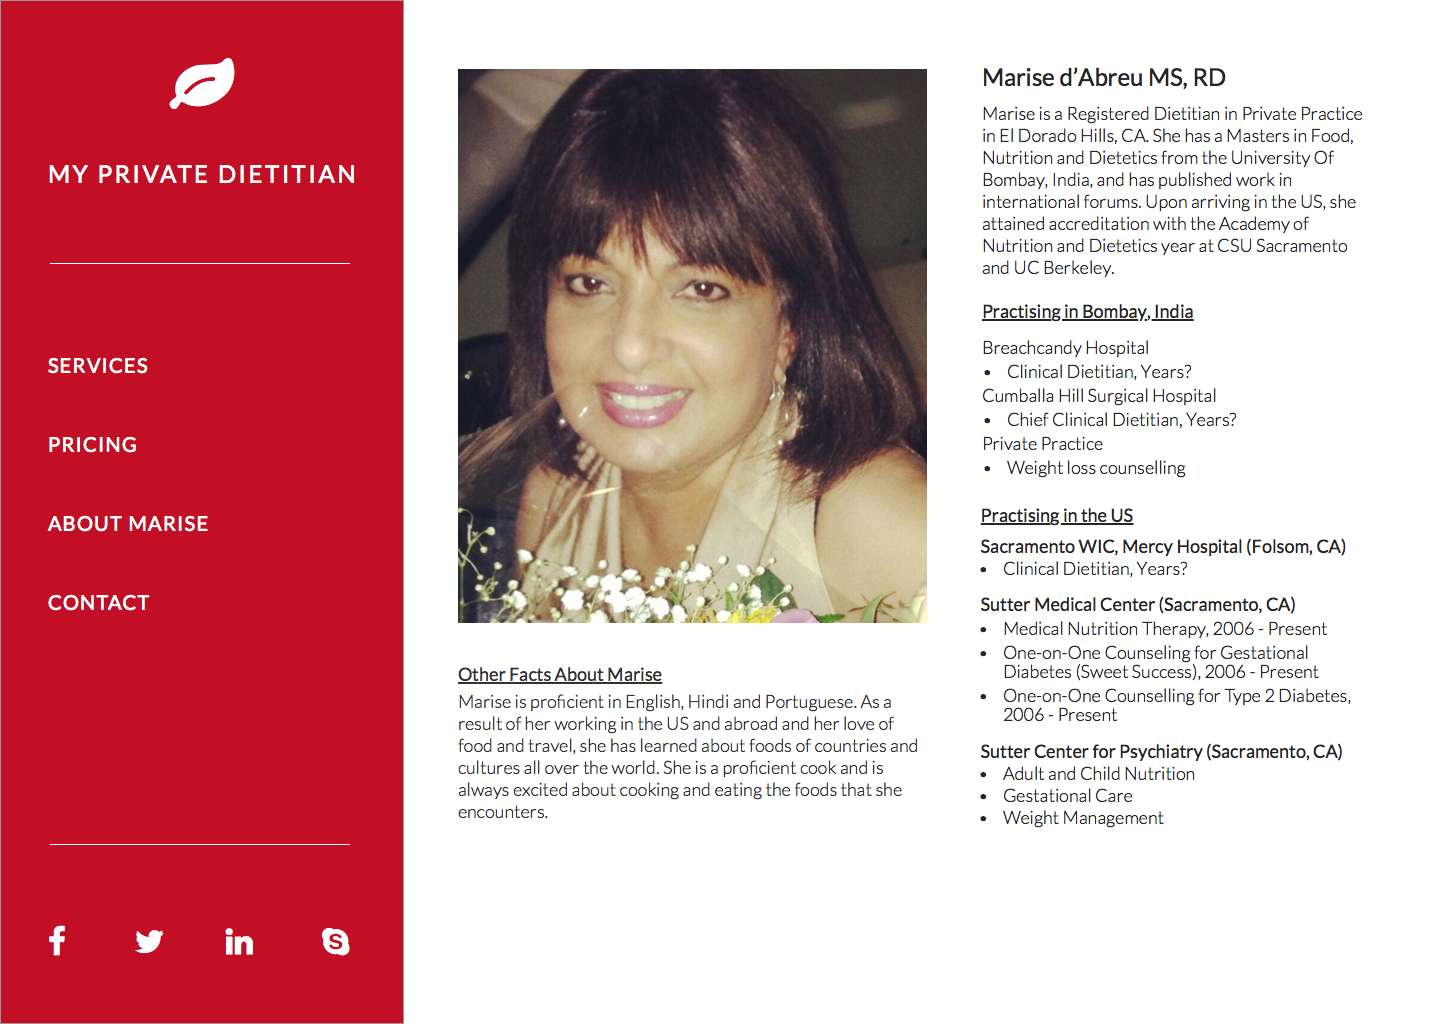 MY PRIVATE DIETITIAN
SERVICES
PRICING
ABOUT MARISE
CONTACT
Other Facts About Marise
Marise is proficient in English, Hindi and Portuguese. As a
result of her working in the US and abroad and her love of
food and travel, she has learned about foods of countries and
cultures all over the world. She is a proficient cook and is
always excited about cooking and eating the foods that she
encounters.
Marise d’Abreu MS, RD
Marise is a Registered Dietitian in Private Practice
in El Dorado Hills, CA. She has a Masters in Food,
Nutrition and Dietetics from the University Of
Bombay, India, and has published work in
international forums. Upon arriving in the US, she
attained accreditation with the Academy of
Nutrition and Dietetics year at CSU Sacramento
and UC Berkeley.
Practising in Bombay, India
Breachcandy Hospital
• Clinical Dietitian, Years?
Cumballa Hill Surgical Hospital
• Chief Clinical Dietitian, Years?
Private Practice
• Weight loss counselling
Practising in the US
Sacramento WIC, Mercy Hospital (Folsom, CA)
• Clinical Dietitian, Years?
Sutter Medical Center (Sacramento, CA)
• Medical Nutrition Therapy, 2006 - Present
• One-on-One Counseling for Gestational
Diabetes (Sweet Success), 2006 - Present
• One-on-One Counselling for Type 2 Diabetes,
2006 - Present
Sutter Center for Psychiatry (Sacramento, CA)
• Adult and Child Nutrition
• Gestational Care
• Weight Management